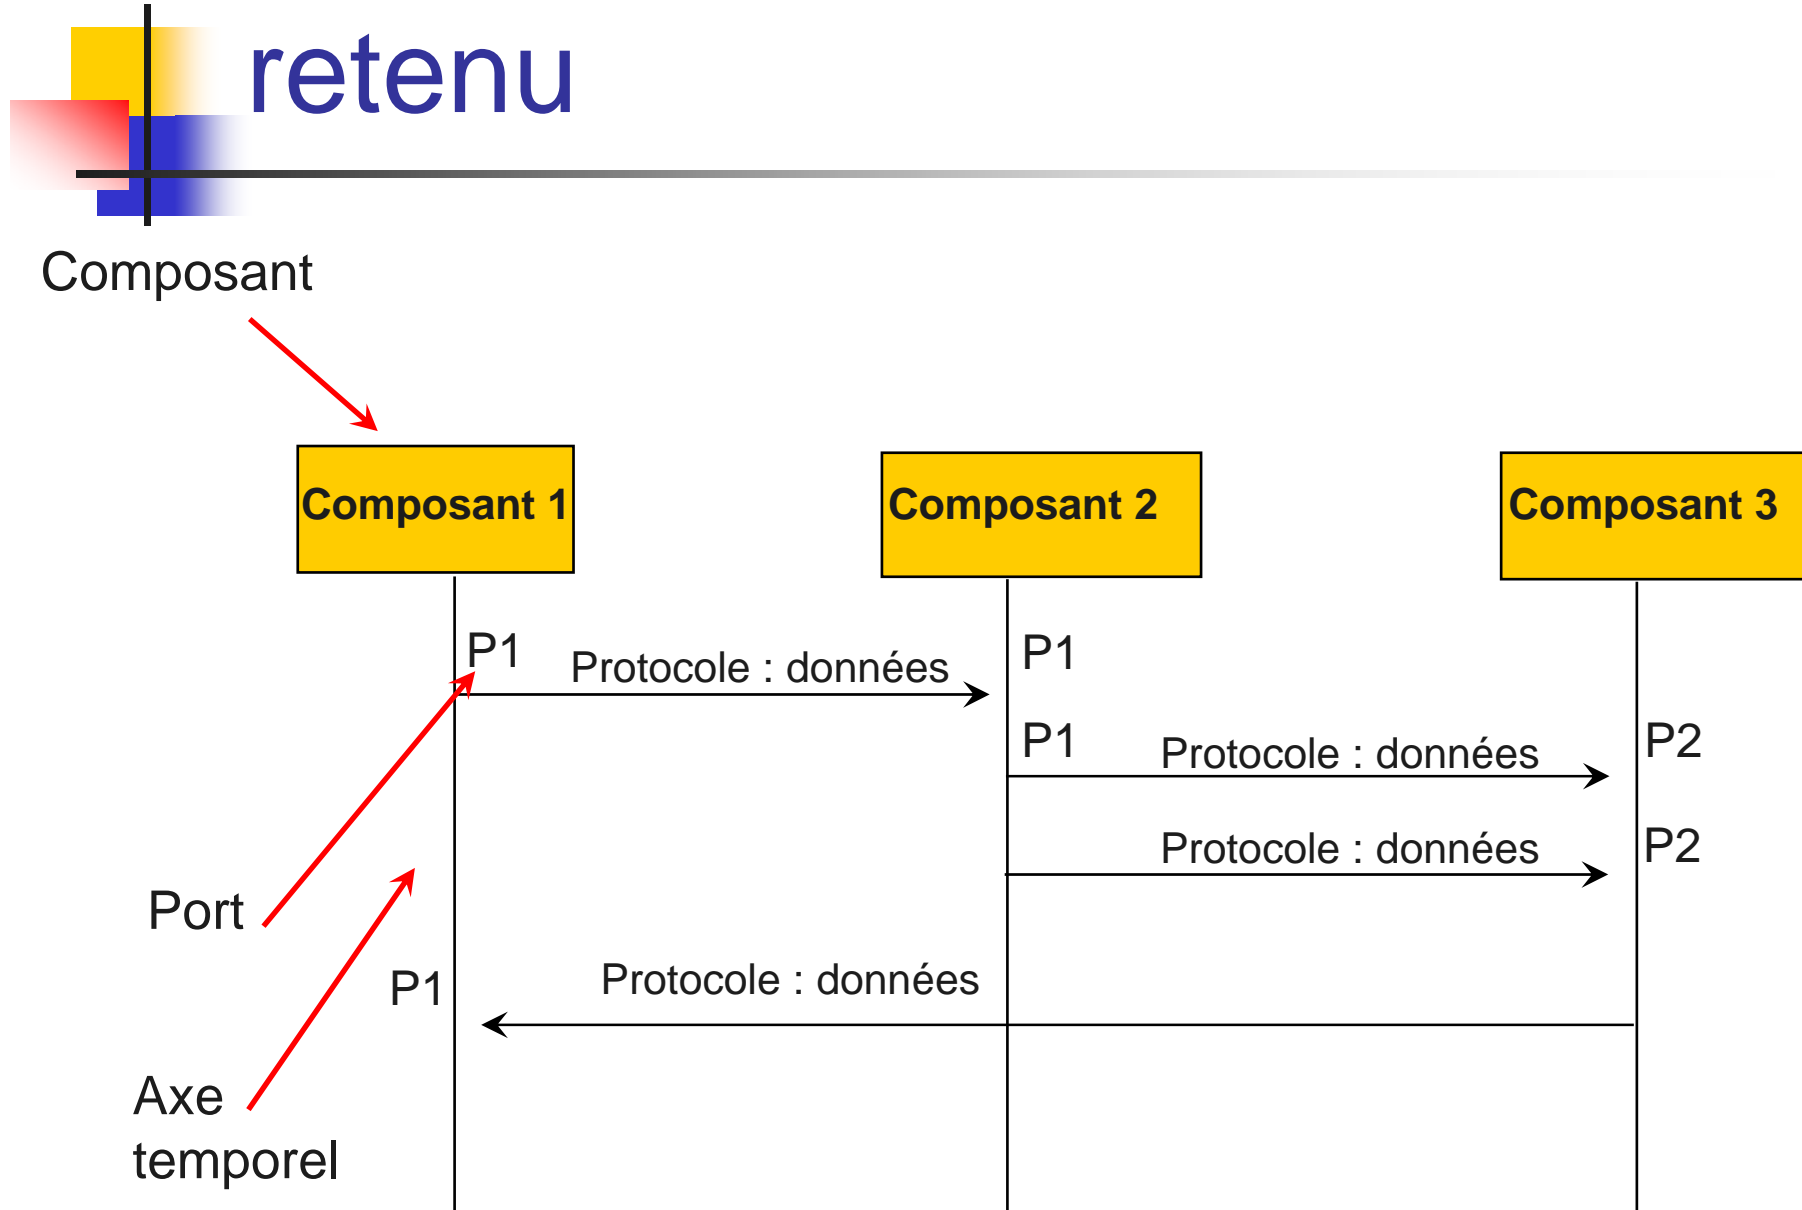 retenu
Composant
Composant 1
Composant 2
Composant 3
P1
Protocole : données
P1
P1
Protocole : données
P2
Protocole : données
P2
Port
P1
Protocole : données
Axe
temporel